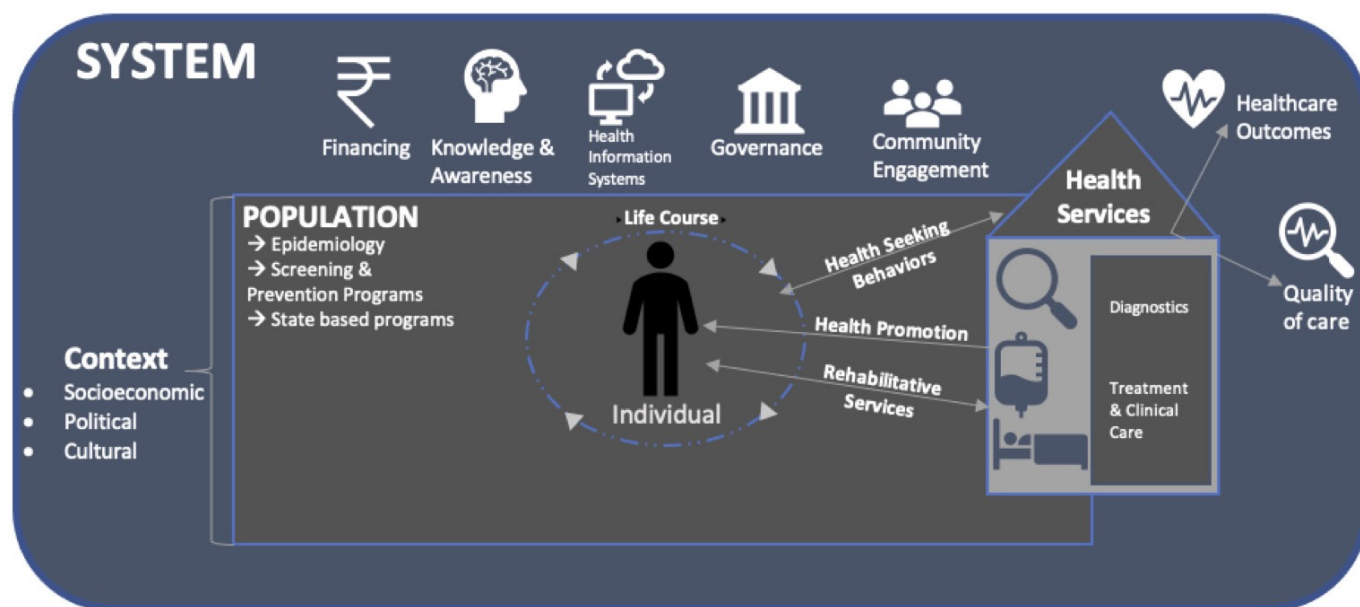 SYSTEM
Financing
Knowledge &
Awareness
Health
Information
Systems
Governance
Community
Engagement
Healthcare
Outcomes
Health
Services
Quality
of care
POPULATION
→ Epidemiology
→ Screening &
Prevention Programs
→ State based programs
Life Course
Individual
Health Seeking
Behaviors
Health Promotion
Rehabilitative
Services
Diagnostics
Treatment
& Clinical
Care
Context
• Socioeconomic
• Political
• Cultural